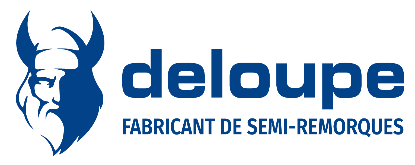 deloupe
FABRICANT DE SEMI-REMORQUES